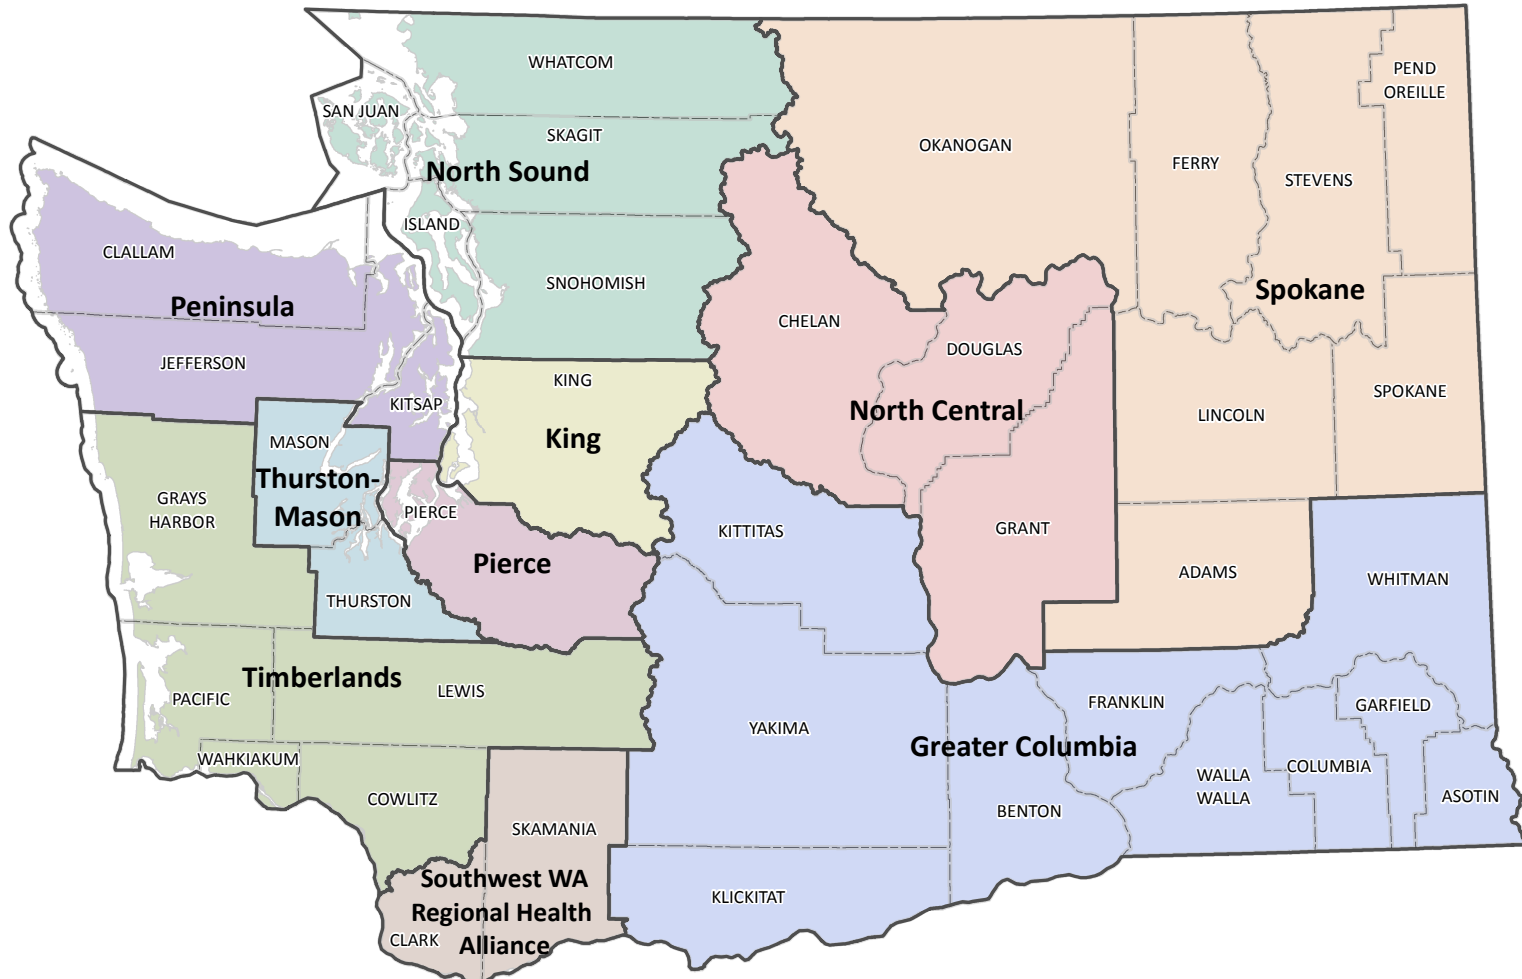 WHATCOM
SAN JUAN
SKAGIT
North Sound
ISLAND
SNOHOMISH
CLALLAM
Peninsula
JEFFERSON
KITSAP
KING
King
MASON
Thurston-
Mason
THURSTON
PIERCE
Pierce
GRAYS
HARBOR
Timberlands
PACIFIC
LEWIS
WAHKIAKUM
COWLITZ
SKAMANIA
Southwest WA
Regional Health
Alliance
CLARK
OKANOGAN
FERRY
STEVENS
PEND
OREILLE
Spokane
LINCOLN
SPOKANE
ADAMS
CHELAN
DOUGLAS
North Central
GRANT
KITTITAS
YAKIMA
KLICKITAT
Greater Columbia
BENTON
FRANKLIN
WALLA
WALLA
COLUMBIA
GARFIELD
ASOTIN
WHITMAN